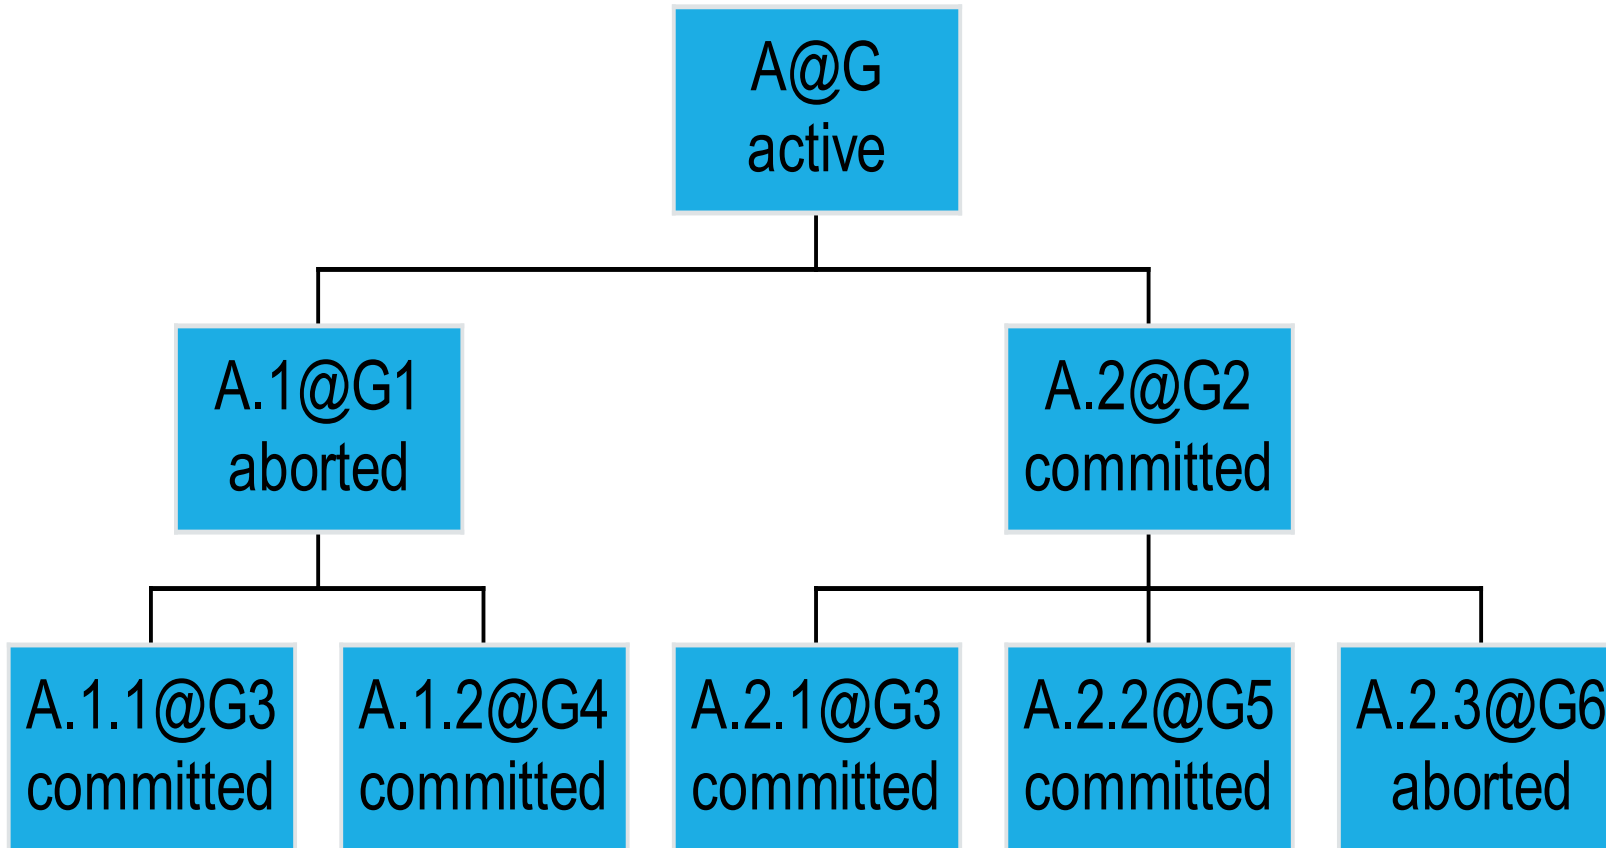 A@G
active
A.1@G1
aborted
A.2@G2
committed
A.1.1@G3
committed
A.1.2@G4
committed
A.2.1@G3
committed
A.2.2@G5
committed
A.2.3@G6
aborted